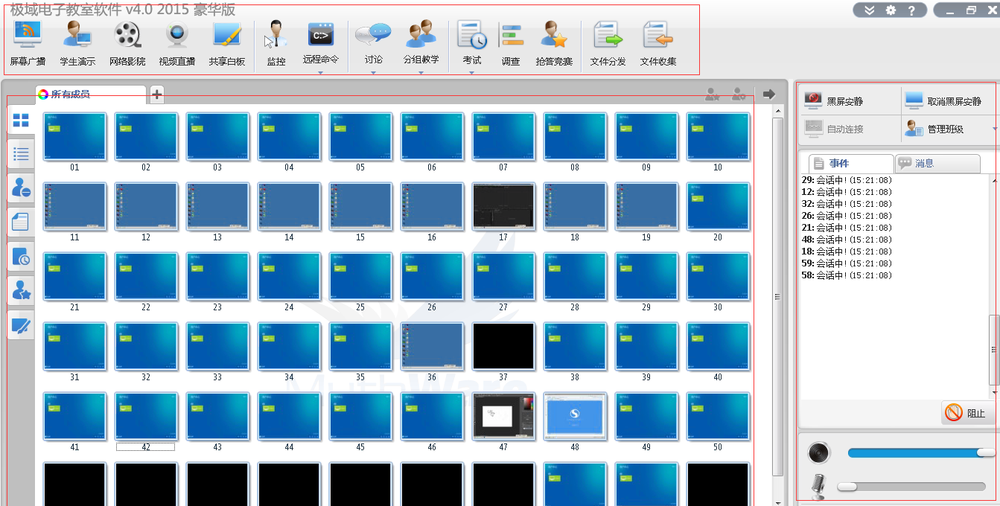 极域电子教室软件 v4.0 2015 豪华版
屏幕广播 学生演示 网络影院 视频直播 共享白板 监控 远程命令 讨论 分组教学 考试 调查 抢答竞赛 文件分发 文件收集
C:>
所有成员
01 02 03 04 05 06 07 08 09 10
11 12 13 14 15 16 17 18 19 20
21 22 23 24 25 26 27 28 29 30
31 32 33 34 35 36 37 38 39 40
MythWare
41 42 43 44 45 46 47 48 49 50
黑屏安静 取消黑屏安静
自动连接 管理班级
事件 消息
29: 会话中! (15:21:08)
12: 会话中! (15:21:08)
32: 会话中! (15:21:08)
26: 会话中! (15:21:08)
21: 会话中! (15:21:08)
48: 会话中! (15:21:08)
18: 会话中! (15:21:08)
59: 会话中! (15:21:08)
58: 会话中! (15:21:08)
阻止